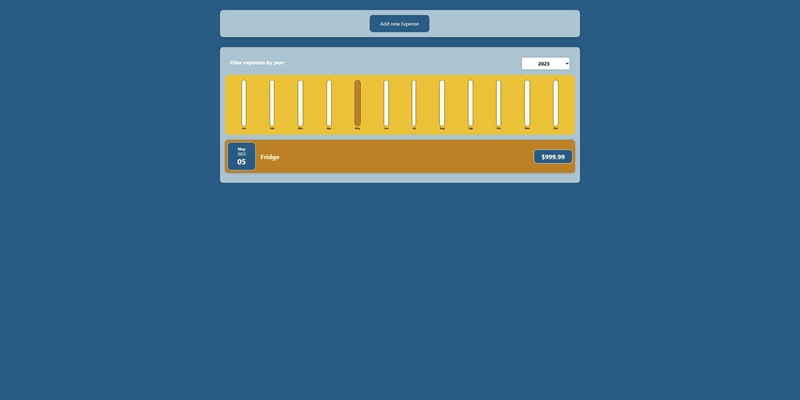 Add new Expense
Filter expenses by year:
2023
Jan Feb Mar Apr May Jun Jul Aug Sep Oct Nov Dec
May
2023
05
Fridge
$999.99